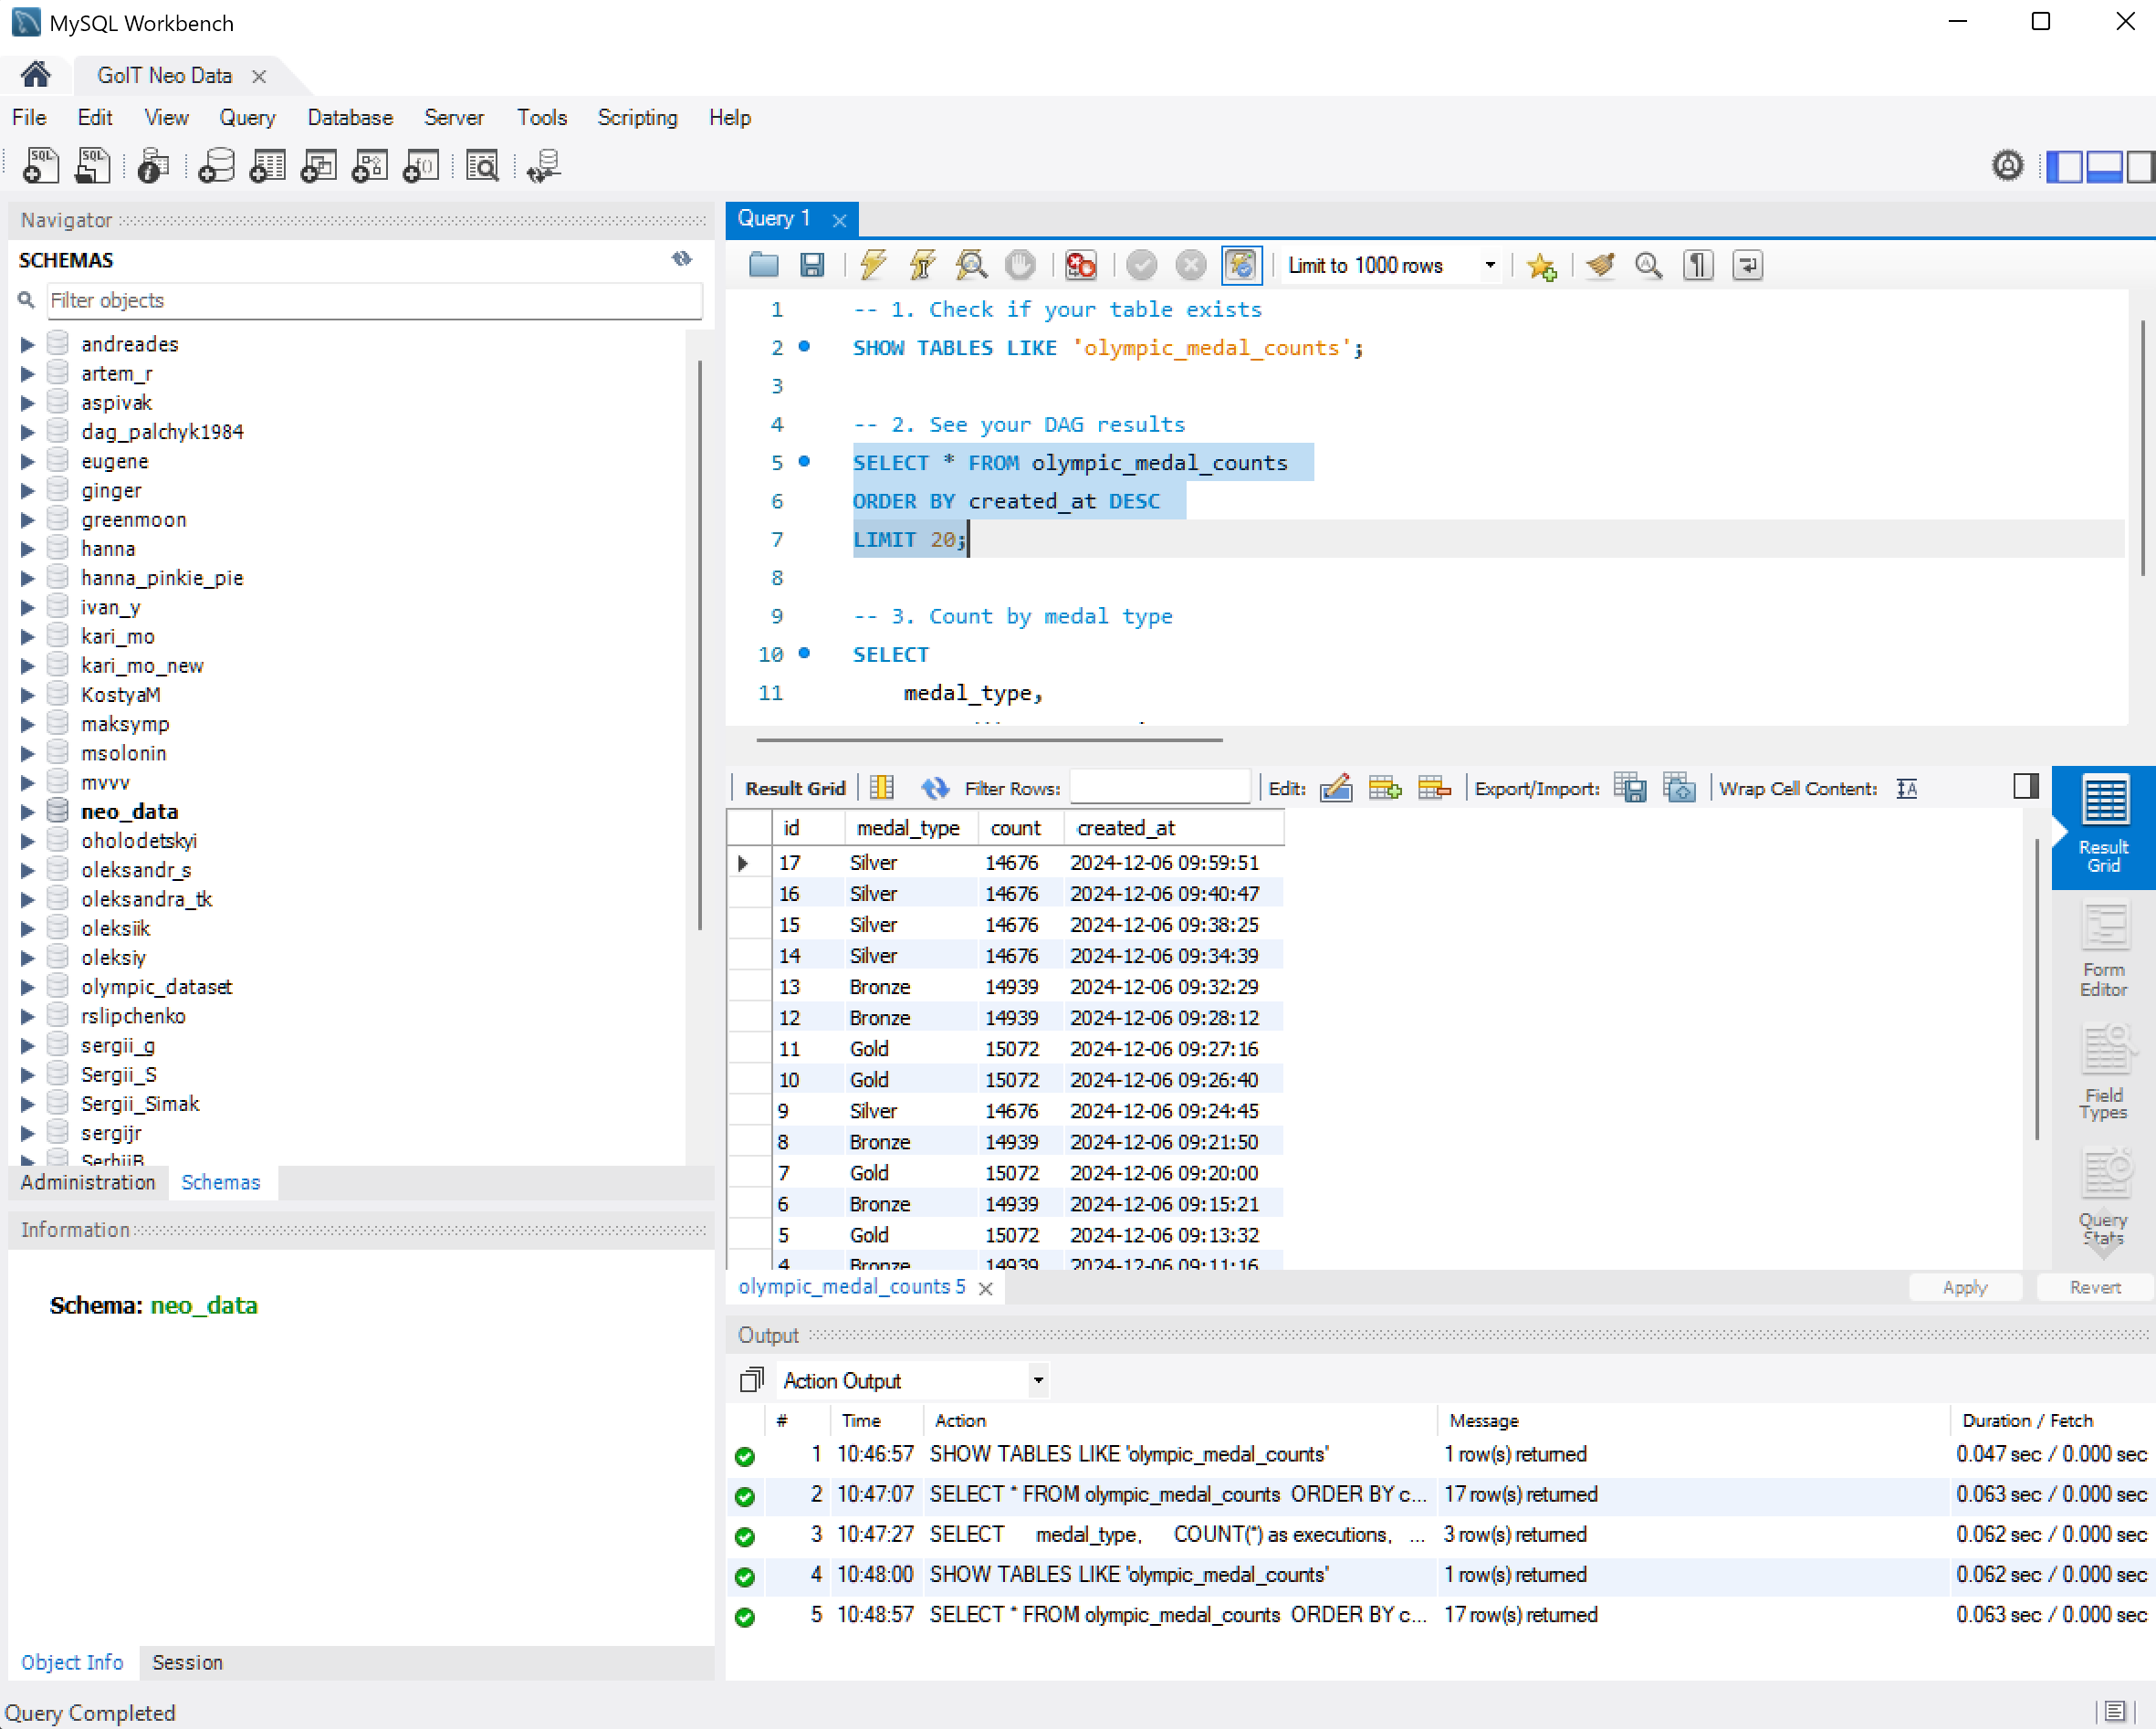 MySQL Workbench
GoIT Neo Data
File Edit View Query Database Server Tools Scripting Help
Navigator
SCHEMAS
Filter objects
andreades
artem_r
aspivak
dag_palchyk1984
eugene
ginger
greenmoon
hanna
hanna_pinkie_pie
ivan_y
kari_mo
kari_mo_new
KostyaM
maksymp
msolonin
mvvv
neo_data
oholodetskyi
oleksandr_s
oleksandra_tk
oleksiik
oleksiy
olympic_dataset
rslipchenko
sergii_g
Sergii_S
Sergii_Simak
sergijr
SerhiiB
Administration Schemas
Information
Schema: neo_data
Object Info Session
Query 1
Limit to 1000 rows
1 -- 1. Check if your table exists
2 SHOW TABLES LIKE 'olympic_medal_counts';
3
4 -- 2. See your DAG results
5 SELECT * FROM olympic_medal_counts
6 ORDER BY created_at DESC
7 LIMIT 20;
8
9 -- 3. Count by medal type
10 SELECT
11 medal_type,
Result Grid Filter Rows: Edit: Export/Import: Wrap Cell Content:
id medal_type count created_at
17 Silver 14676 2024-12-06 09:59:51
16 Silver 14676 2024-12-06 09:40:47
15 Silver 14676 2024-12-06 09:38:25
14 Silver 14676 2024-12-06 09:34:39
13 Bronze 14939 2024-12-06 09:32:29
12 Bronze 14939 2024-12-06 09:28:12
11 Gold 15072 2024-12-06 09:27:16
10 Gold 15072 2024-12-06 09:26:40
9 Silver 14676 2024-12-06 09:24:45
8 Bronze 14939 2024-12-06 09:21:50
7 Gold 15072 2024-12-06 09:20:00
6 Bronze 14939 2024-12-06 09:15:21
5 Gold 15072 2024-12-06 09:13:32
4 Bronze 14939 2024-12-06 09:11:16
Result
Grid
Form
Editor
Field
Types
Query
Stats
olympic_medal_counts 5
Apply Revert
Output
Action Output
# Time Action Message Duration / Fetch
1 10:46:57 SHOW TABLES LIKE 'olympic_medal_counts' 1 row(s) returned 0.047 sec / 0.000 sec
2 10:47:07 SELECT * FROM olympic_medal_counts ORDER BY c... 17 row(s) returned 0.063 sec / 0.000 sec
3 10:47:27 SELECT medal_type, COUNT(*) as executions, ... 3 row(s) returned 0.062 sec / 0.000 sec
4 10:48:00 SHOW TABLES LIKE 'olympic_medal_counts' 1 row(s) returned 0.062 sec / 0.000 sec
5 10:48:57 SELECT * FROM olympic_medal_counts ORDER BY c... 17 row(s) returned 0.063 sec / 0.000 sec
Query Completed